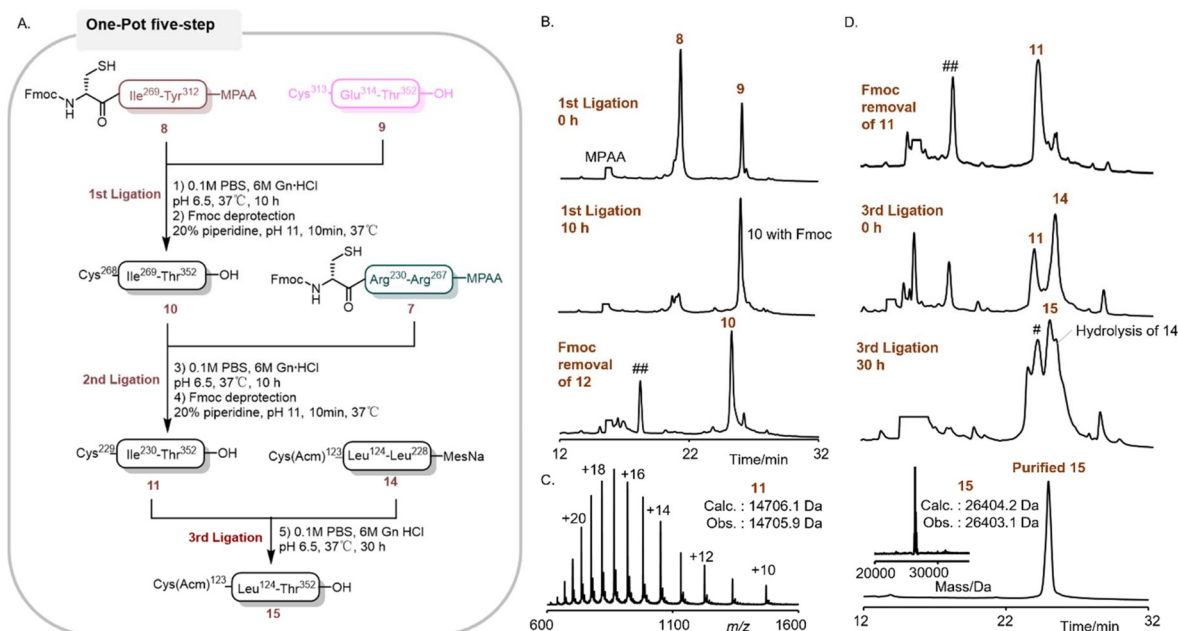 A.
One-Pot five-step
SH
Fmoc
N
H
O
Ile269-Tyr312
MPAA
8
Cys313
Glu314-Thr352
OH
9
1st Ligation
1) 0.1M PBS, 6M Gn·HCl
pH 6.5, 37℃, 10 h
2) Fmoc deprotection
20% piperidine, pH 11, 10min, 37℃
Cys268
Ile269-Thr352
OH
10
SH
Fmoc
N
H
O
Arg230-Arg267
MPAA
7
2nd Ligation
3) 0.1M PBS, 6M Gn·HCl
pH 6.5, 37℃, 10 h
4) Fmoc deprotection
20% piperidine, pH 11, 10min, 37℃
Cys229
Ile230-Thr352
OH
11
Cys(Acm)123
Leu124-Leu228
MesNa
14
3rd Ligation
5) 0.1M PBS, 6M Gn HCl
pH 6.5, 37℃, 30 h
Cys(Acm)123
Leu124-Thr352
OH
15
B.
1st Ligation
0 h
MPAA
8
9
1st Ligation
10 h
10 with Fmoc
Fmoc
removal
of 12
##
10
12
22
32
Time/min
C.
+20
+18
+16
+14
+12
+10
11
Calc. : 14706.1 Da
Obs. : 14705.9 Da
600
1100
1600
m/z
D.
Fmoc
removal
of 11
##
11
3rd Ligation
0 h
11
14
3rd Ligation
30 h
#
15
Hydrolysis of 14
Purified 15
15
Calc. : 26404.2 Da
Obs. : 26403.1 Da
20000
30000
Mass/Da
12
22
32
Time/min